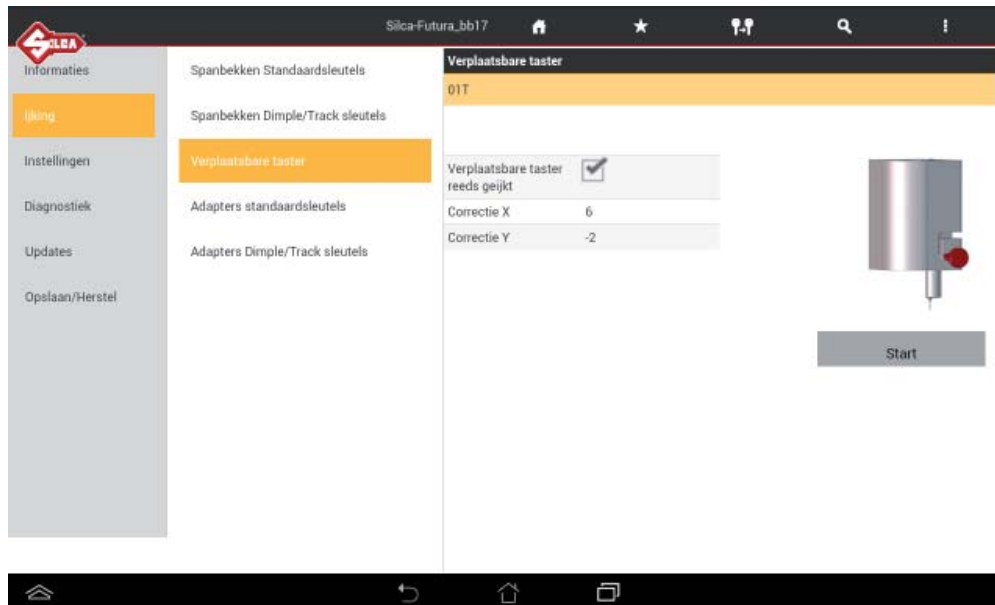 Silca-Futura_bb17
SILCA
Informaties
Ijking
Instellingen
Diagnostiek
Updates
Opslaan/Herstel
Spanbekken Standaardsleutels
Spanbekken Dimple/Track sleutels
Verplaatsbare taster
Adapters standaardsleutels
Adapters Dimple/Track sleutels
Verplaatsbare taster
01T
Verplaatsbare taster
reeds geijkt
Correctie X 6
Correctie Y -2
Start